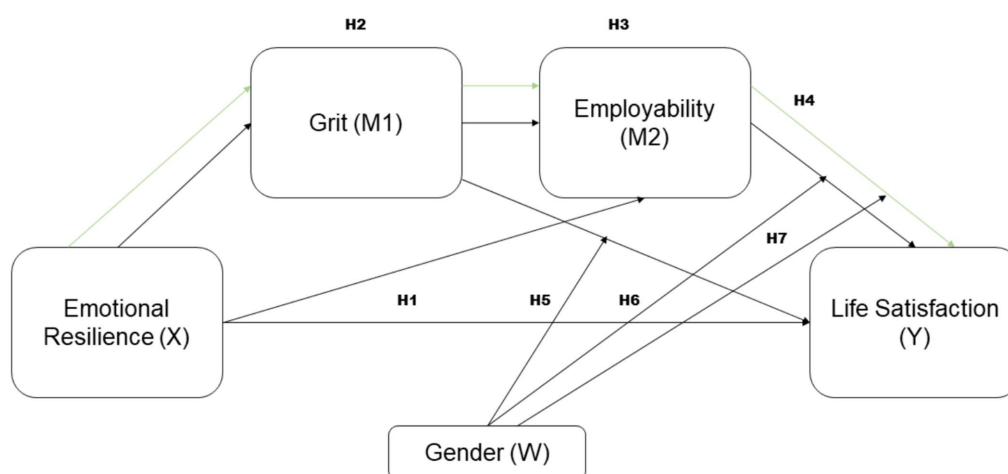 H2
H3
Grit (M1)
Employability
(M2)
H4
H7
Emotional
Resilience (X)
H1
H5
H6
Life Satisfaction
(Y)
Gender (W)